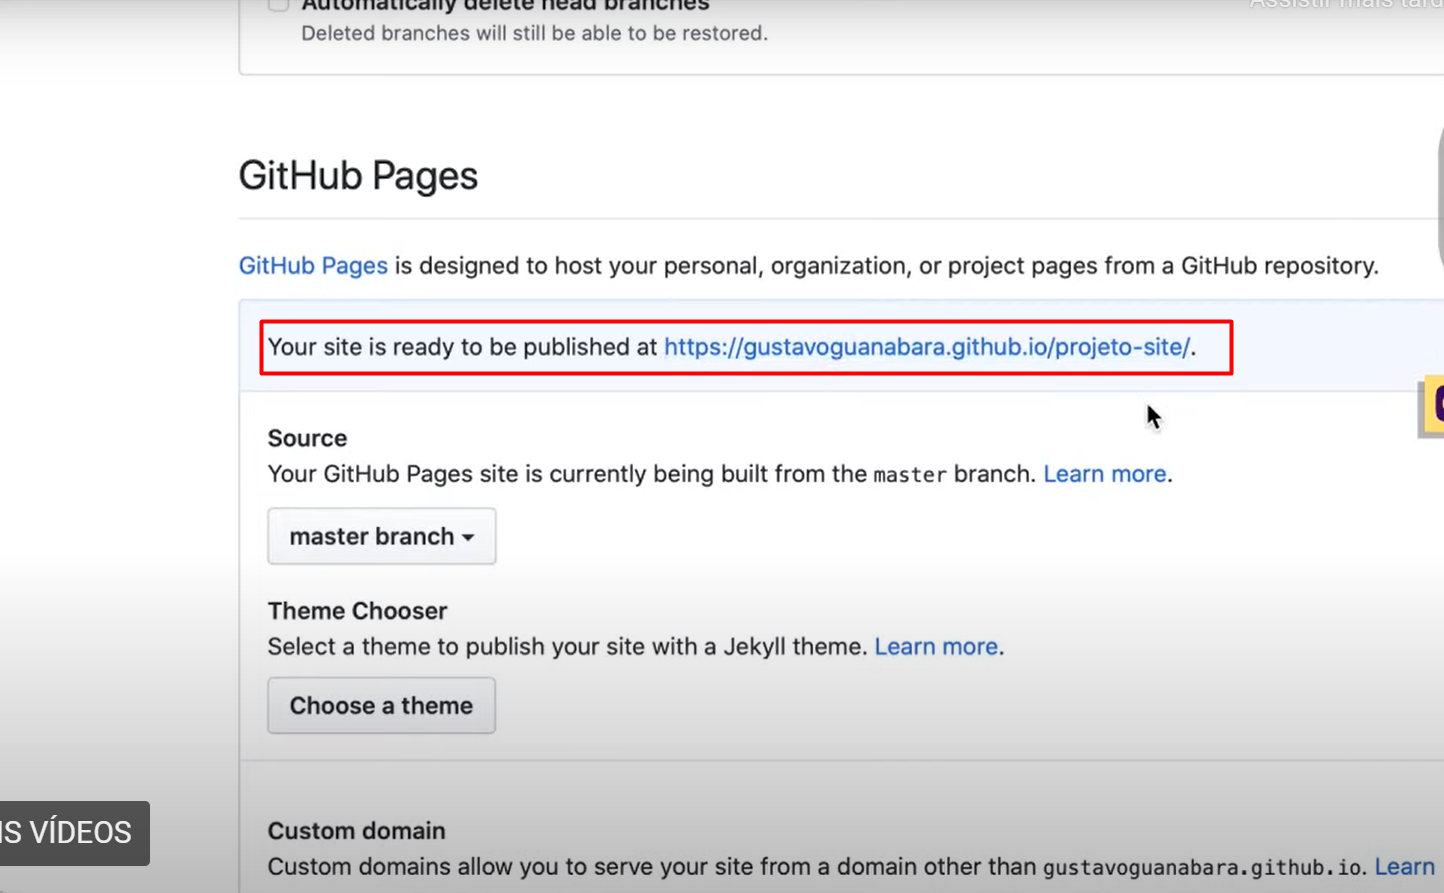 Automatically delete head branches
Assistir mais tard
Deleted branches will still be able to be restored.
GitHub Pages
GitHub Pages is designed to host your personal, organization, or project pages from a GitHub repository.
Your site is ready to be published at https://gustavoguanabara.github.io/projeto-site/.
Source
Your GitHub Pages site is currently being built from the master branch. Learn more.
master branch
Theme Chooser
Select a theme to publish your site with a Jekyll theme. Learn more.
Choose a theme
IS VÍDEOS
Custom domain
Custom domains allow you to serve your site from a domain other than gustavoguanabara.github.io. Learn